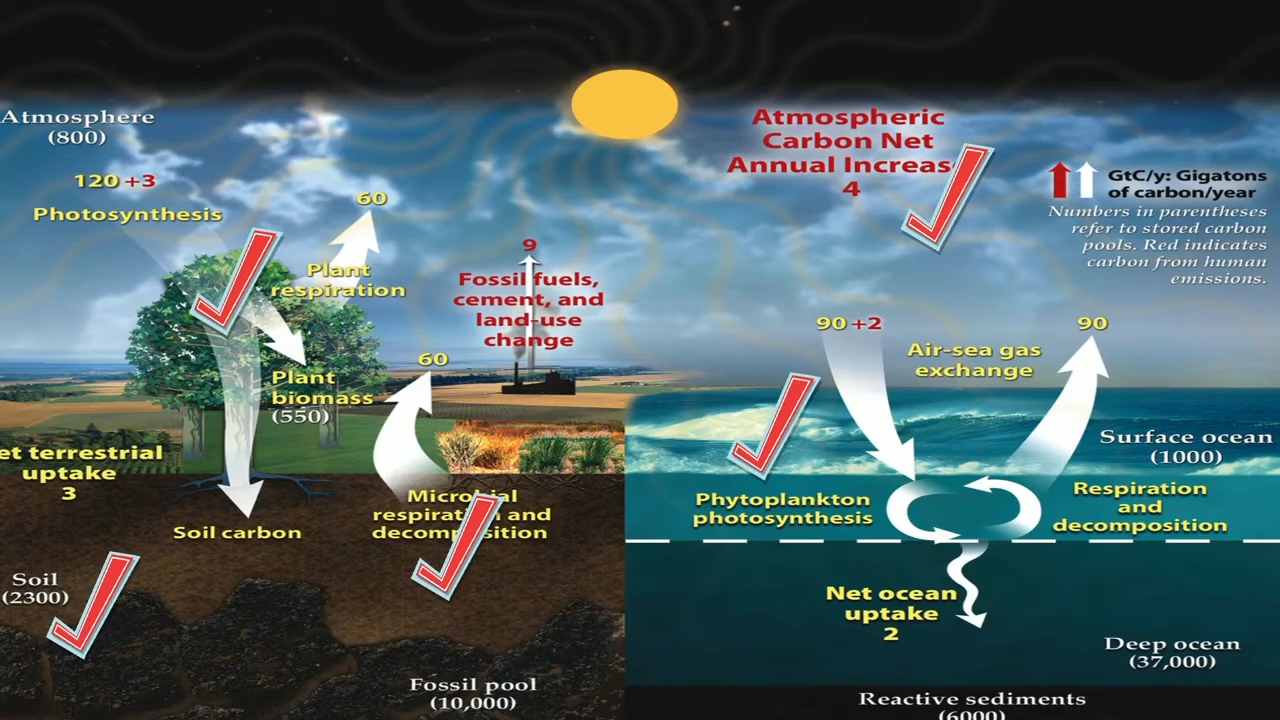 Atmosphere
(800)
120 +3
Photosynthesis
60
Plant
respiration
9
Fossil fuels,
cement, and
land-use
change
Plant
biomass
(550)
60
et terrestrial
uptake
3
Microbial
respiration and
decomposition
Soil carbon
Soil
(2300)
Fossil pool
(10,000)
Atmospheric
Carbon Net
Annual Increas
4
GtC/y: Gigatons
of carbon/year
Numbers in parentheses
refer to stored carbon
pools. Red indicates
carbon from human
emissions.
90 +2
90
Air-sea gas
exchange
Surface ocean
(1000)
Phytoplankton
photosynthesis
Respiration
and
decomposition
Net ocean
uptake
2
Deep ocean
(37,000)
Reactive sediments
(6000)